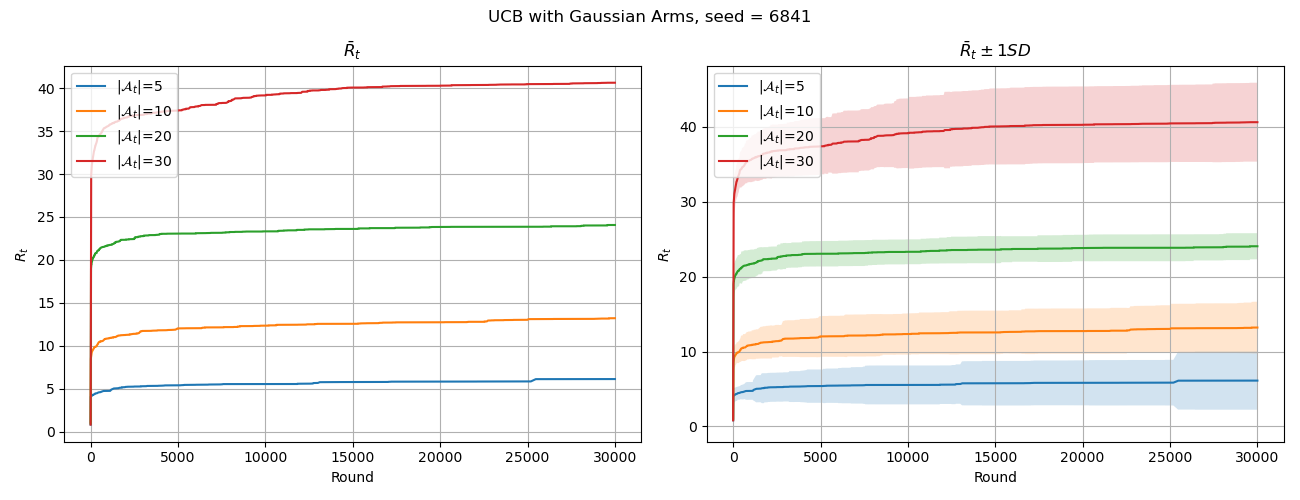 UCB with Gaussian Arms, seed = 6841
R̄ₜ
|𝒜ₜ|=5
|𝒜ₜ|=10
|𝒜ₜ|=20
|𝒜ₜ|=30
40
35
30
25
20
15
10
5
0
Rₜ
0 5000 10000 15000 20000 25000 30000
Round
R̄ₜ ± 1SD
|𝒜ₜ|=5
|𝒜ₜ|=10
|𝒜ₜ|=20
|𝒜ₜ|=30
40
30
20
10
0
Rₜ
0 5000 10000 15000 20000 25000 30000
Round